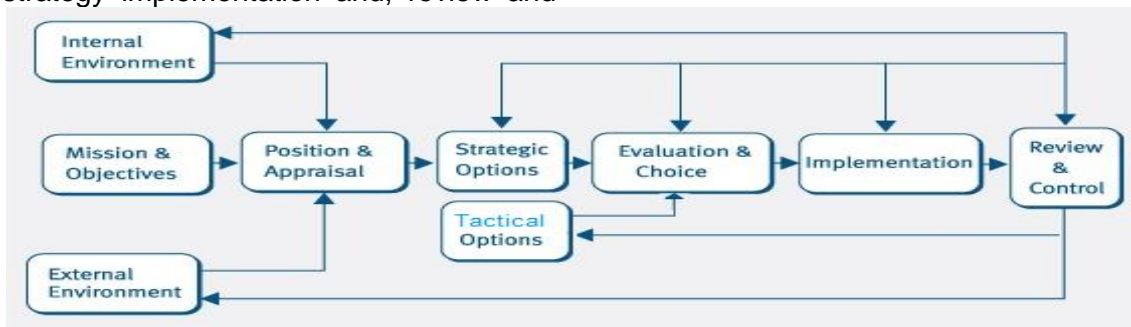 strategy implementation and, review and
Internal
Environment
Mission &
Objectives
Position &
Appraisal
Strategic
Options
Evaluation &
Choice
Implementation
Review
&
Control
Tactical
Options
External
Environment